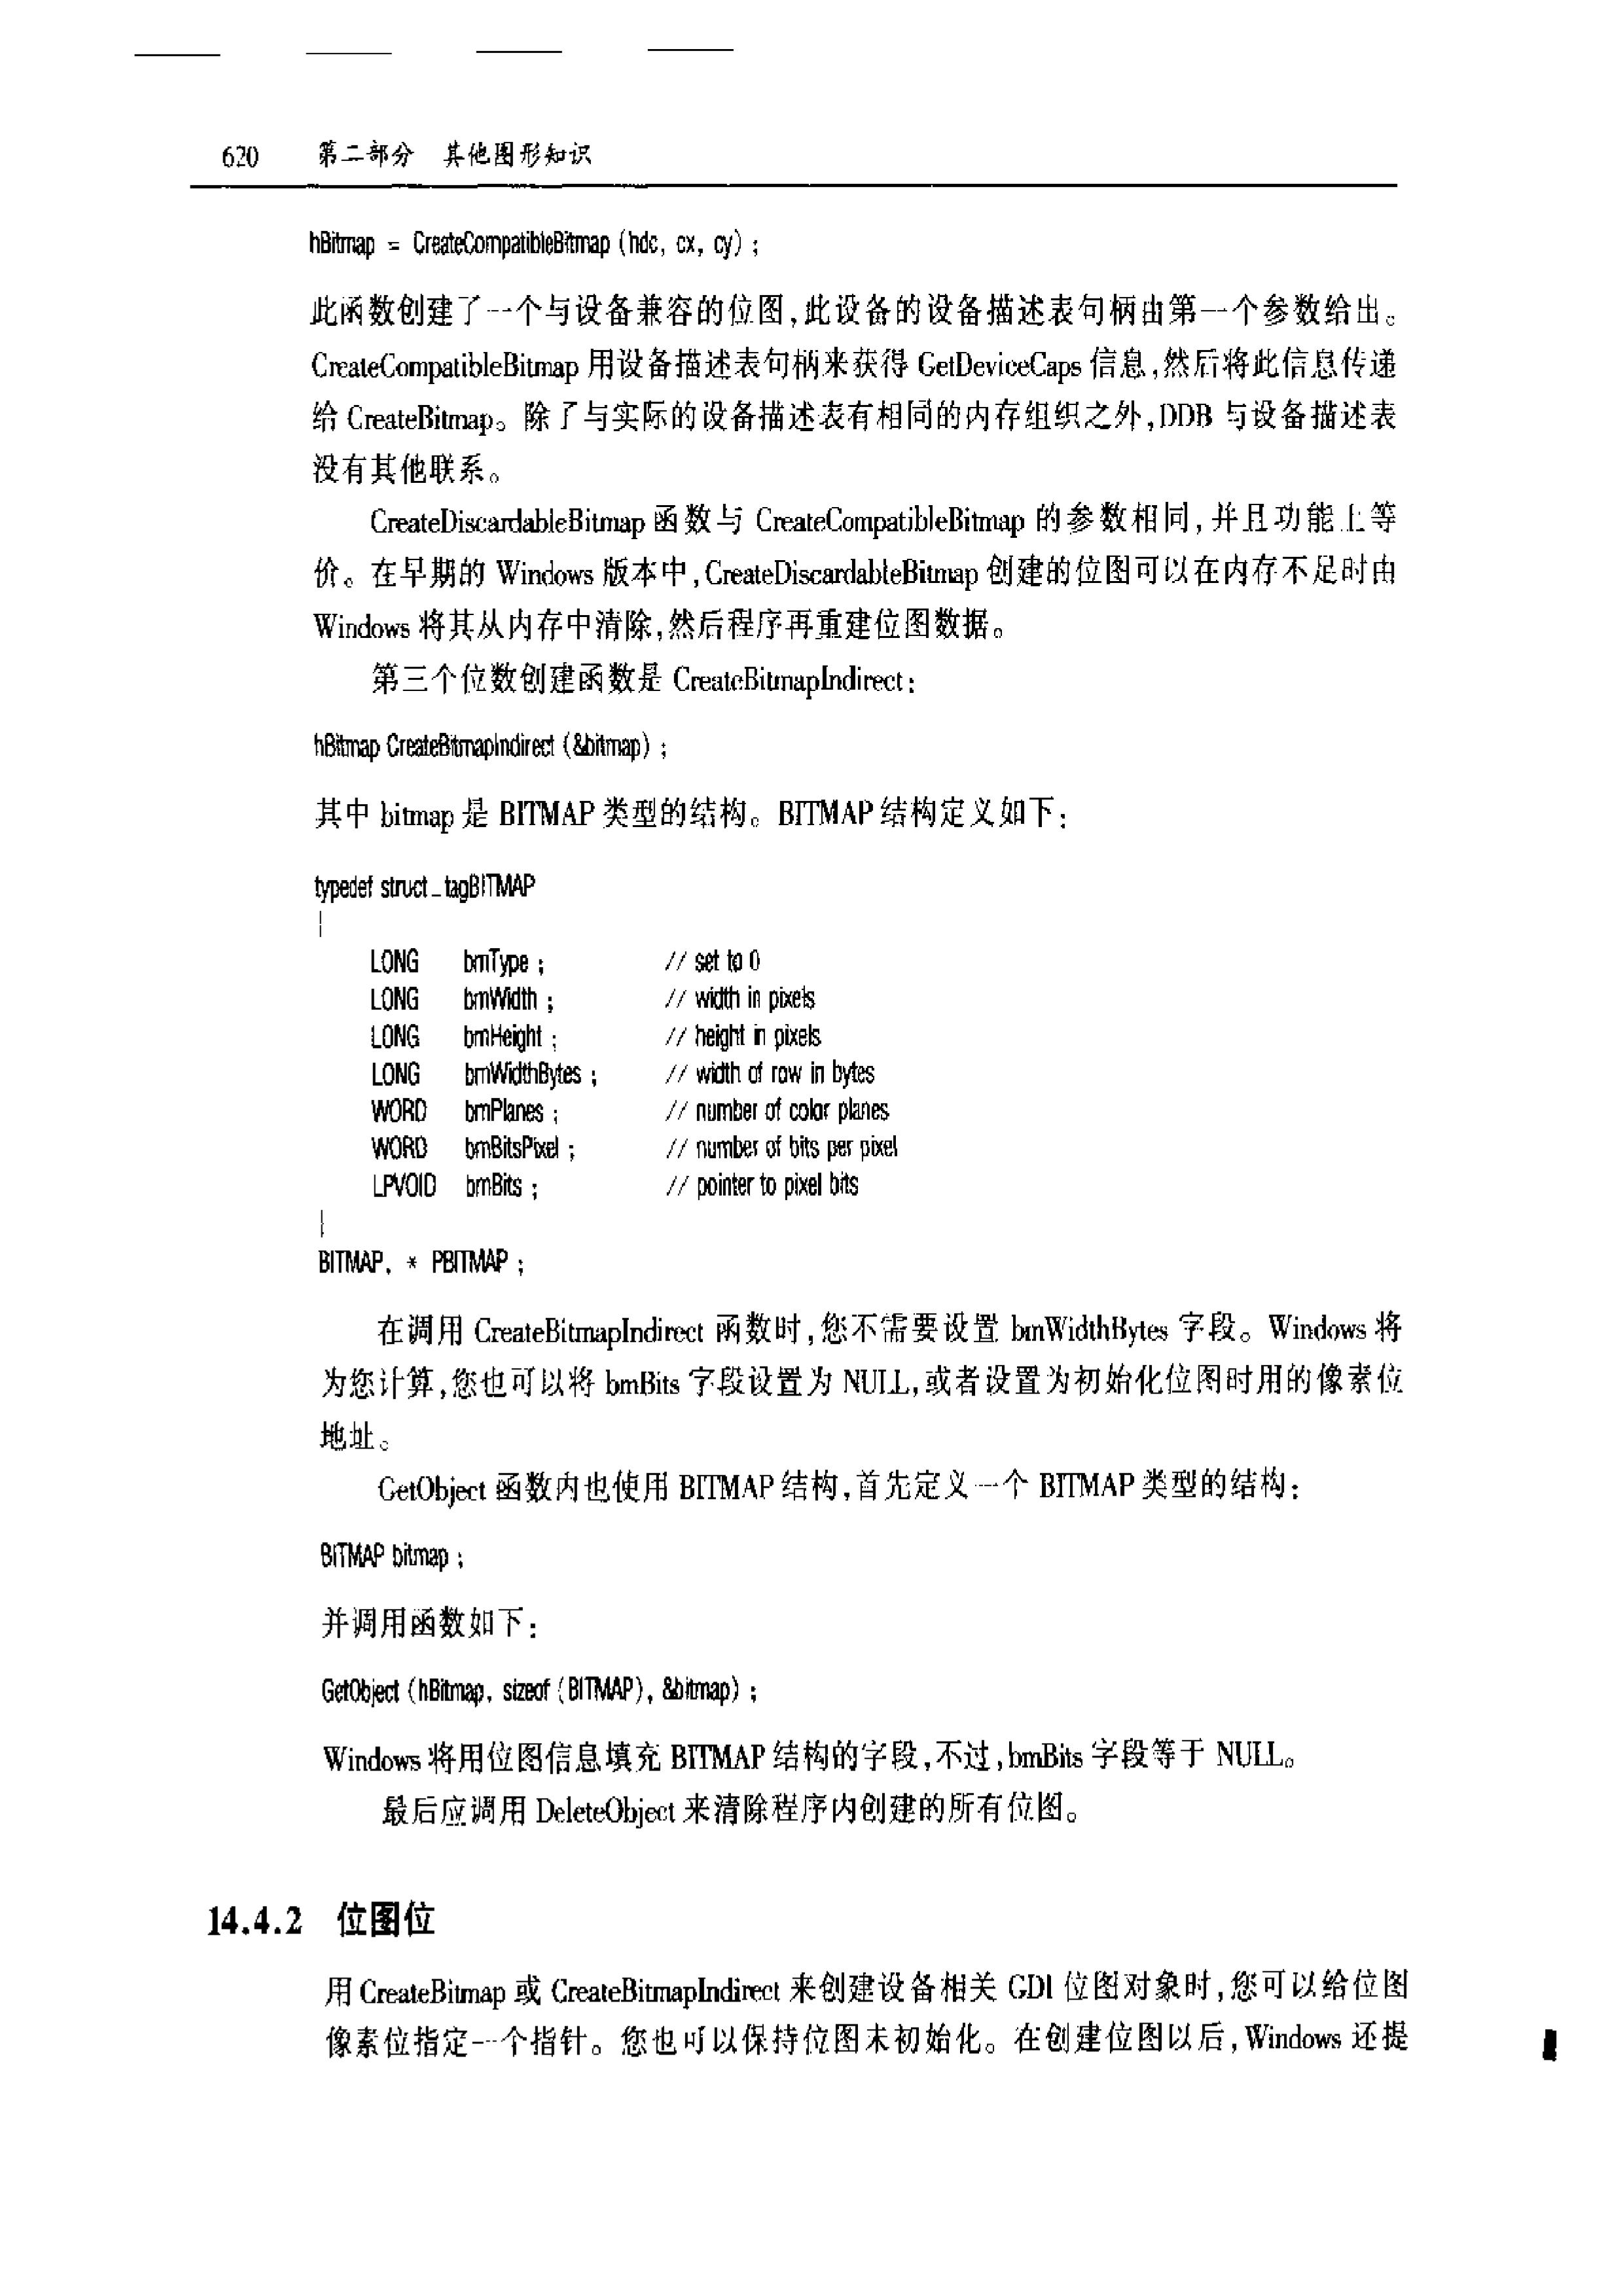 620 第二部分 其他图形知识
hBitmap = CreateCompatibleBitmap (hdc, cx, cy) ;
此函数创建了一个与设备兼容的位图,此设备的设备描述表句柄由第一个参数给出。
CreateCompatibleBitmap 用设备描述表句柄来获得 GetDeviceCaps 信息,然后将此信息传递
给 CreateBitmap。除了与实际的设备描述表有相同的内存组织之外,DDB 与设备描述表
没有其他联系。
CreateDiscardableBitmap 函数与 CreateCompatibleBitmap 的参数相同,并且功能上等
价。在早期的 Windows 版本中,CreateDiscardableBitmap 创建的位图可以在内存不足时由
Windows 将其从内存中清除,然后程序再重建位图数据。
第三个位数创建函数是 CreateBitmapIndirect:
hBitmap CreateBitmapIndirect (&bitmap) ;
其中 bitmap 是 BITMAP 类型的结构。BITMAP 结构定义如下:
typedef struct _tagBITMAP
{
LONG bmType ; // set to 0
LONG bmWidth ; // width in pixels
LONG bmHeight ; // height in pixels
LONG bmWidthBytes ; // width of row in bytes
WORD bmPlanes ; // number of color planes
WORD bmBitsPixel ; // number of bits per pixel
LPVOID bmBits ; // pointer to pixel bits
}
BITMAP, * PBITMAP ;
在调用 CreateBitmapIndirect 函数时,您不需要设置 bmWidthBytes 字段。Windows 将
为您计算,您也可以将 bmBits 字段设置为 NULL,或者设置为初始化位图时用的像素位
地址。
GetObject 函数内也使用 BITMAP 结构,首先定义一个 BITMAP 类型的结构:
BITMAP bitmap ;
并调用函数如下:
GetObject (hBitmap, sizeof (BITMAP), &bitmap) ;
Windows 将用位图信息填充 BITMAP 结构的字段,不过,bmBits 字段等于 NULL。
最后应调用 DeleteObject 来清除程序内创建的所有位图。
14.4.2 位图位
用 CreateBitmap 或 CreateBitmapIndirect 来创建设备相关 GDI 位图对象时,您可以给位图
像素位指定一个指针。您也可以保持位图未初始化。在创建位图以后,Windows 还提